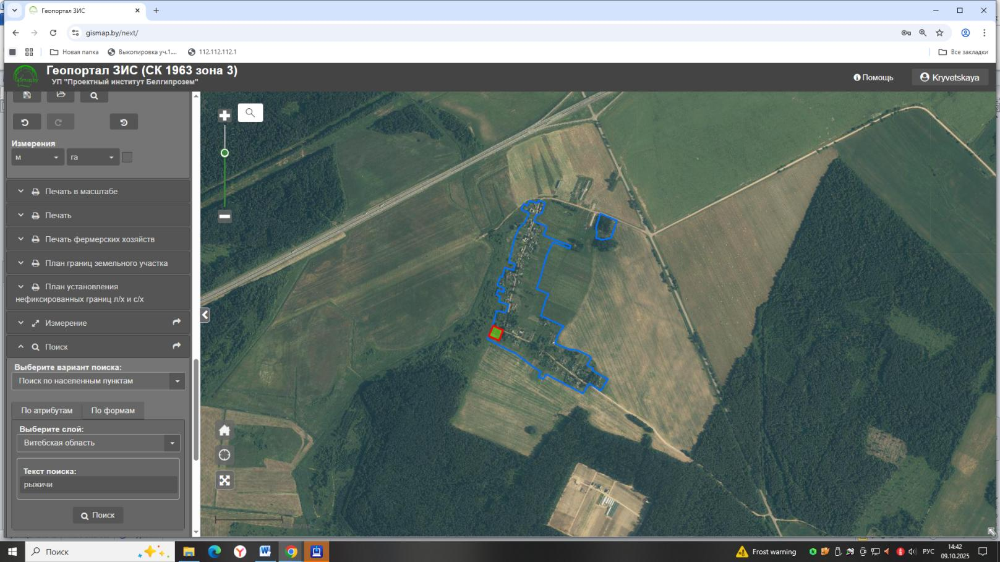 Геопортал ЗИС
gismap.by/next/
Новая папка
Выкопировка уч.1....
112.112.112.1
Все закладки
Геопортал ЗИС (СК 1963 зона 3)
УП "Проектный институт Белгипрозем"
Помощь
Kryvetskaya
Измерения
м
га
Печать в масштабе
Печать
Печать фермерских хозяйств
План границ земельного участка
План установления
нефиксированных границ л/х и с/х
Измерение
Поиск
Выберите вариант поиска:
Поиск по населенным пунктам
По атрибутам
По формам
Выберите слой:
Витебская область
Текст поиска:
рыжичи
Поиск
Поиск
Frost warning
РУС
14:42
09.10.2025